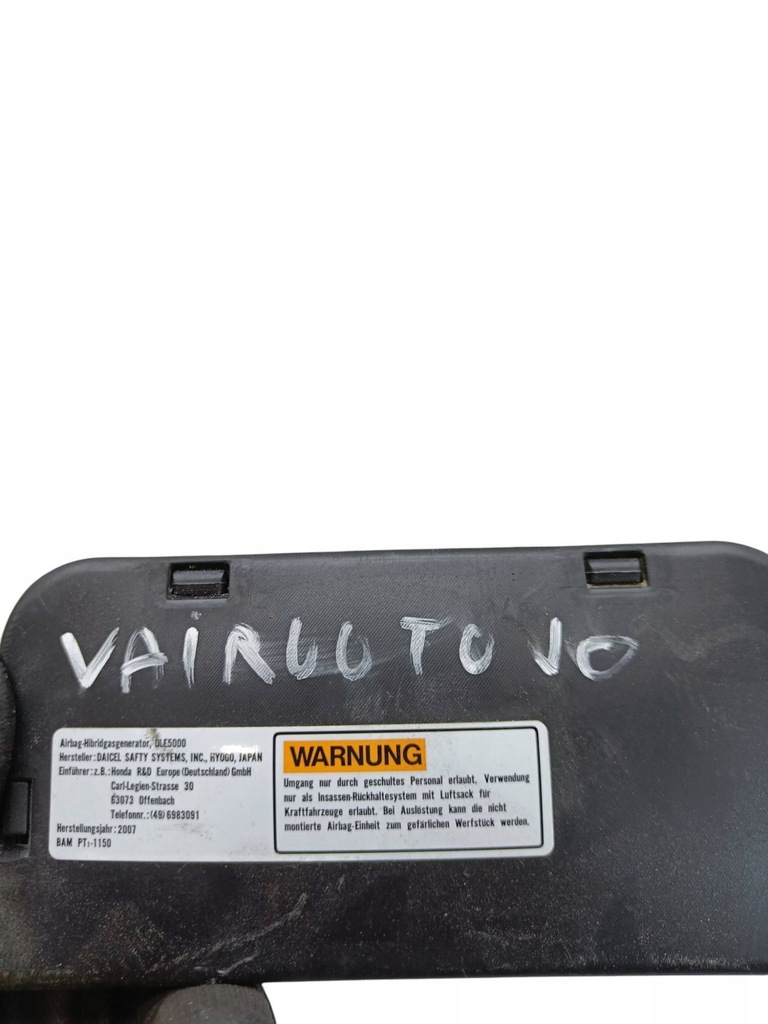 VAIRUOTOJO
Airbag-Hibridgasgenerator, DLE5000
Hersteller: DAICEL SAFTY SYSTEMS, INC., HYOGO, JAPAN
Einführer: z.B.: Honda R&D Europe (Deutschland) GmbH
Carl-Legien-Strasse 30
63073 Offenbach
Telefonnr.: (49) 6983091
Herstellungsjahr: 2007
BAM PT₁-1150
WARNUNG
Umgang nur durch geschultes Personal erlaubt. Verwendung
nur als Insassen-Rückhaltesystem mit Luftsack für
Kraftfahrzeuge erlaubt. Bei Auslöstung kann die nicht
montierte Airbag-Einheit zum gefärlichen Werfstück werden.